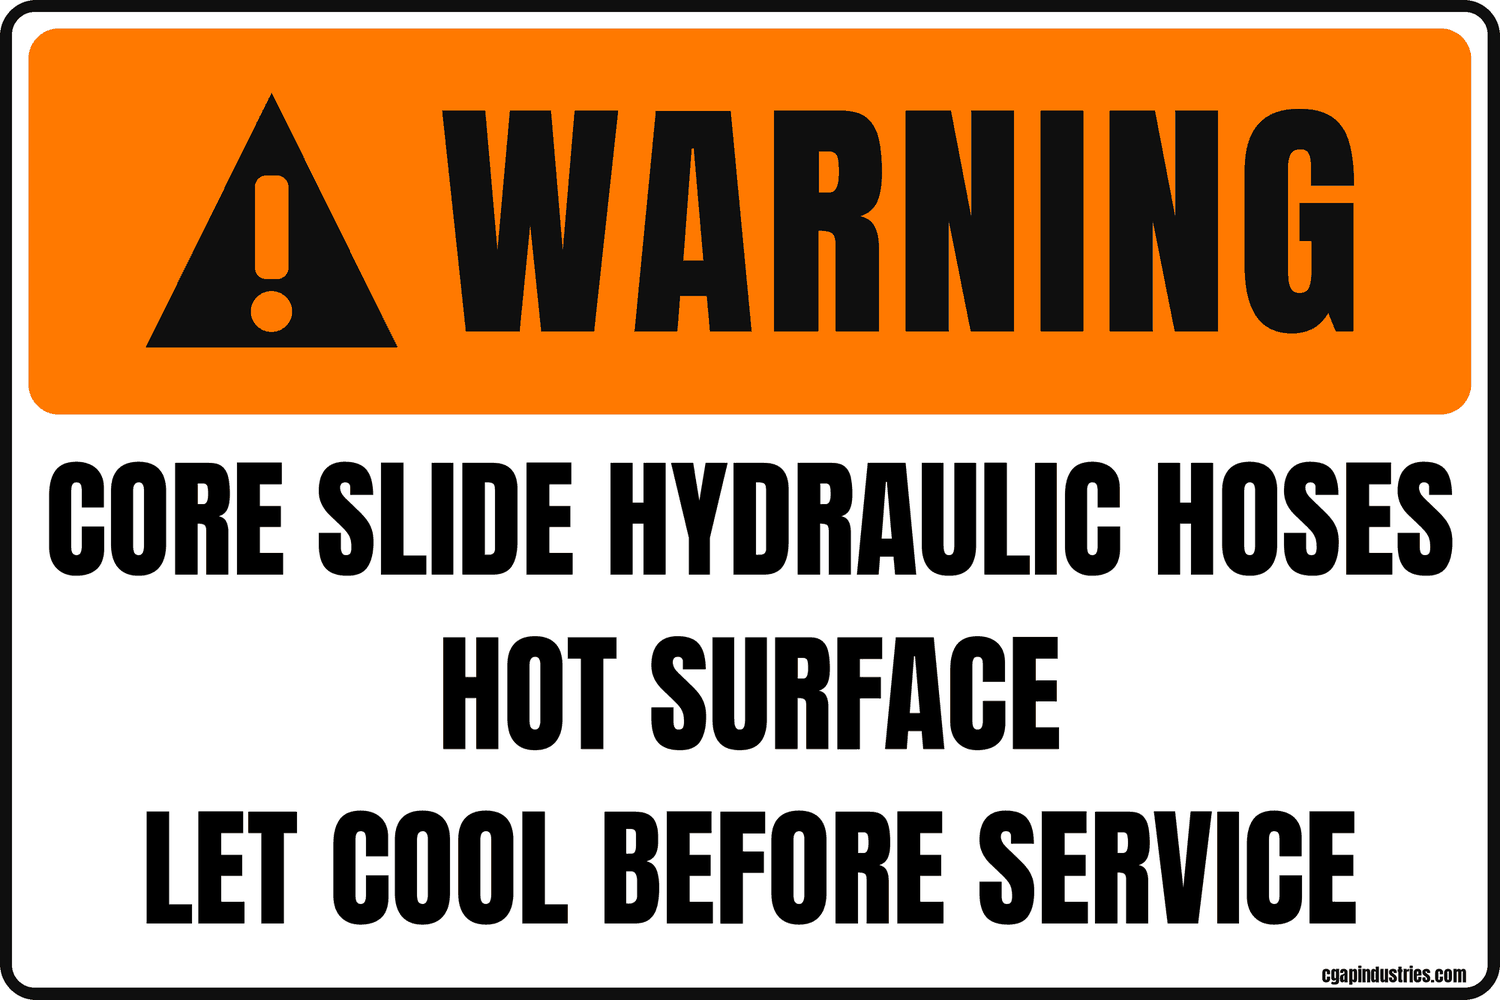 WARNING
CORE SLIDE HYDRAULIC HOSES
HOT SURFACE
LET COOL BEFORE SERVICE
cgapindustries.com